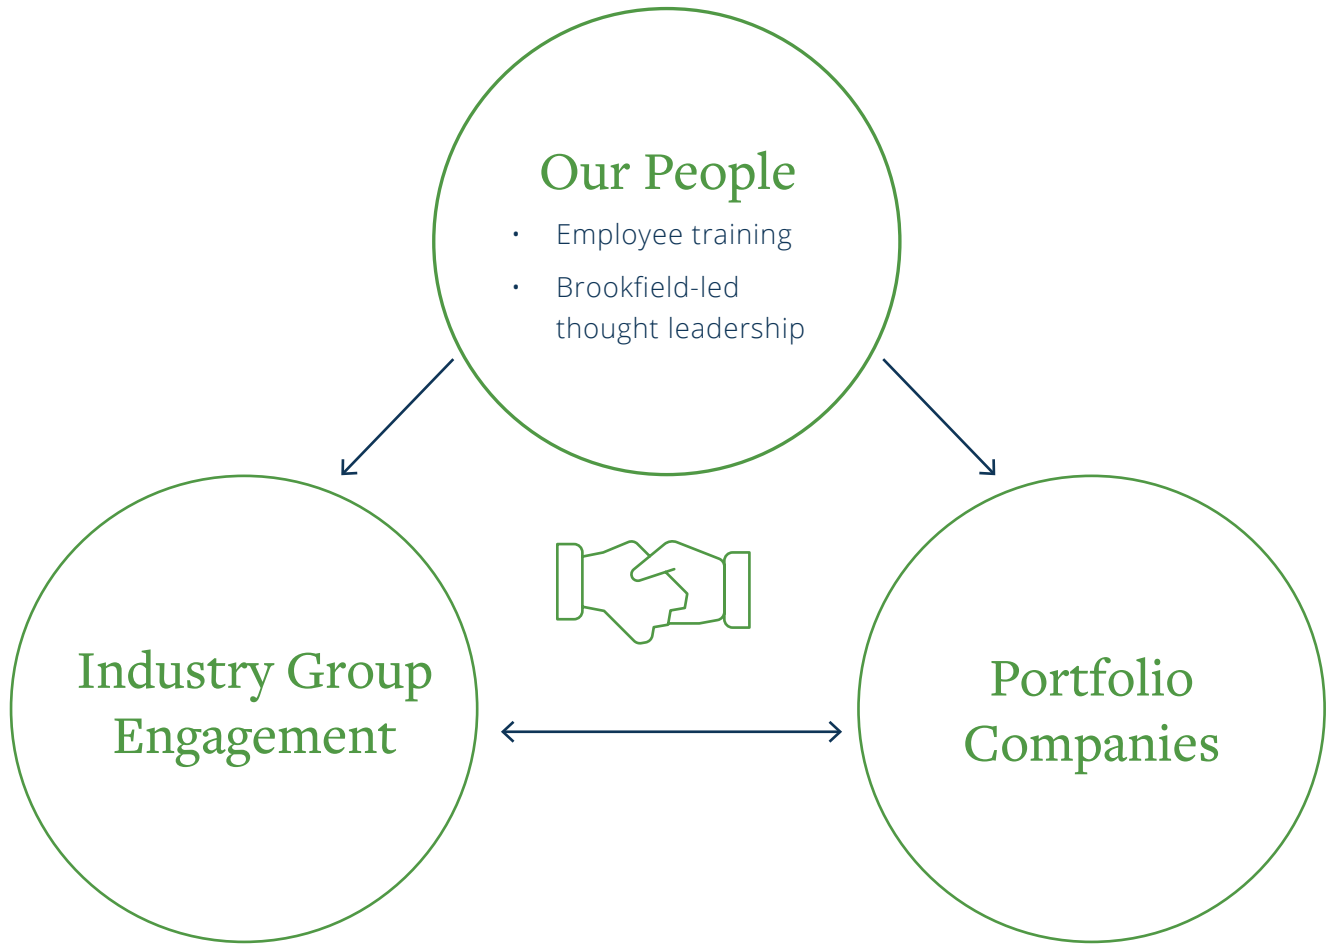 Our People
• Employee training
• Brookfield-led
thought leadership
Industry Group
Engagement
Portfolio
Companies